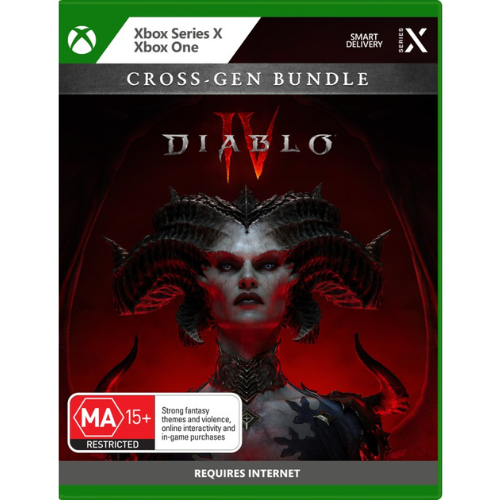 Xbox Series X
Xbox One
SMART
DELIVERY
SERIES
X
CROSS-GEN BUNDLE
DIABLO
IV
MA 15+
RESTRICTED
Strong fantasy
themes and violence,
online interactivity and
in-game purchases
REQUIRES INTERNET